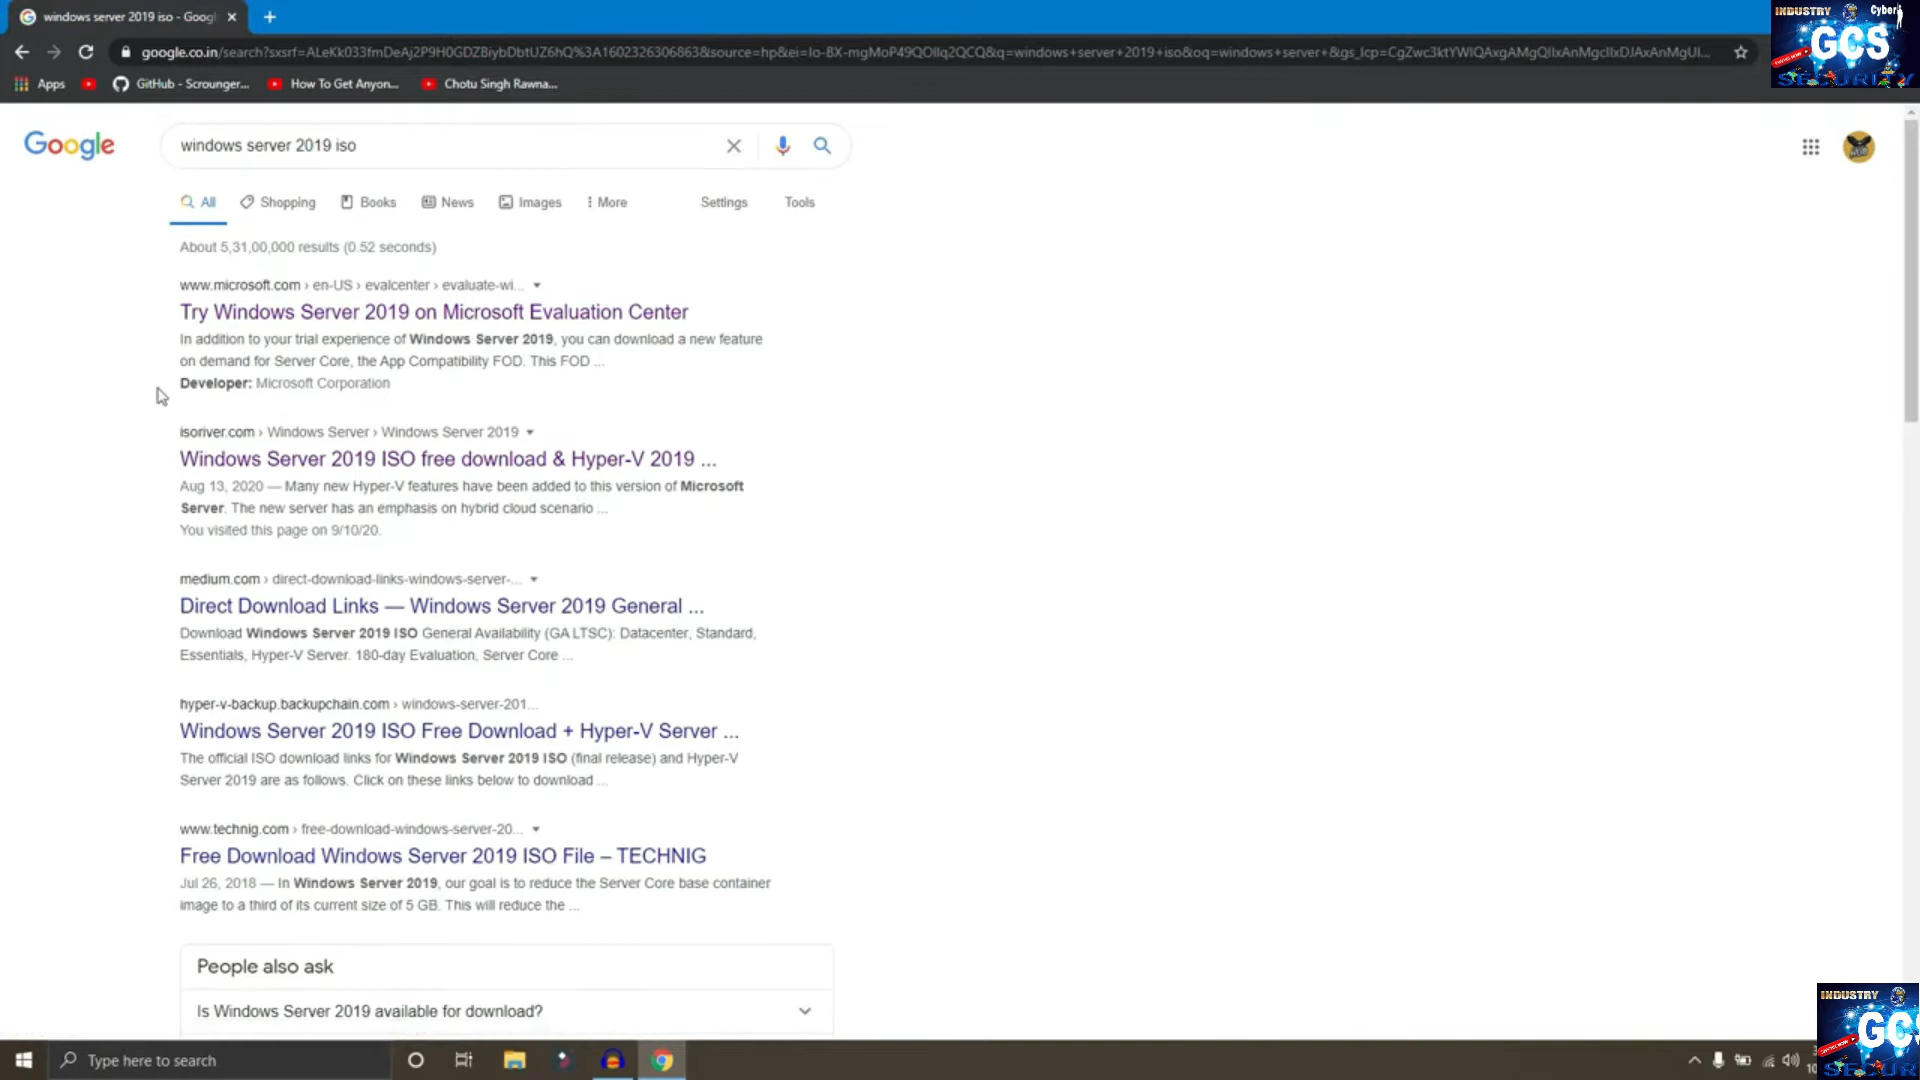 windows server 2019 iso - Googl
INDUSTRY Cyber
GCS
SECURITY
google.co.in/search?sxsrf=ALeKk033fmDeAj2P9H0GDZBiybDbtUZ6hQ%3A1602326306863&source=hp&ei=Io-BX-mgMoP49QOIlq2QCQ&q=windows+server+2019+iso&oq=windows+server+&gs_lcp=CgZwc3ktYWIQAxgAMgQIIxAnMgcIIxDJAxAnMgUI...
Apps
GitHub - Scrounger...
How To Get Anyon...
Chotu Singh Rawna...
Google
windows server 2019 iso
All Shopping Books News Images More Settings Tools
About 5,31,00,000 results (0.52 seconds)
www.microsoft.com › en-US › evalcenter › evaluate-wi...
Try Windows Server 2019 on Microsoft Evaluation Center
In addition to your trial experience of Windows Server 2019, you can download a new feature
on demand for Server Core, the App Compatibility FOD. This FOD ...
Developer: Microsoft Corporation
isoriver.com › Windows Server › Windows Server 2019
Windows Server 2019 ISO free download & Hyper-V 2019 ...
Aug 13, 2020 — Many new Hyper-V features have been added to this version of Microsoft
Server. The new server has an emphasis on hybrid cloud scenario ...
You visited this page on 9/10/20.
medium.com › direct-download-links-windows-server-...
Direct Download Links — Windows Server 2019 General ...
Download Windows Server 2019 ISO General Availability (GA LTSC): Datacenter, Standard,
Essentials, Hyper-V Server. 180-day Evaluation, Server Core ...
hyper-v-backup.backupchain.com › windows-server-201...
Windows Server 2019 ISO Free Download + Hyper-V Server ...
The official ISO download links for Windows Server 2019 ISO (final release) and Hyper-V
Server 2019 are as follows. Click on these links below to download ...
www.technig.com › free-download-windows-server-20...
Free Download Windows Server 2019 ISO File – TECHNIG
Jul 26, 2018 — In Windows Server 2019, our goal is to reduce the Server Core base container
image to a third of its current size of 5 GB. This will reduce the ...
People also ask
Is Windows Server 2019 available for download?
INDUSTRY
GCS
SECUR
Type here to search